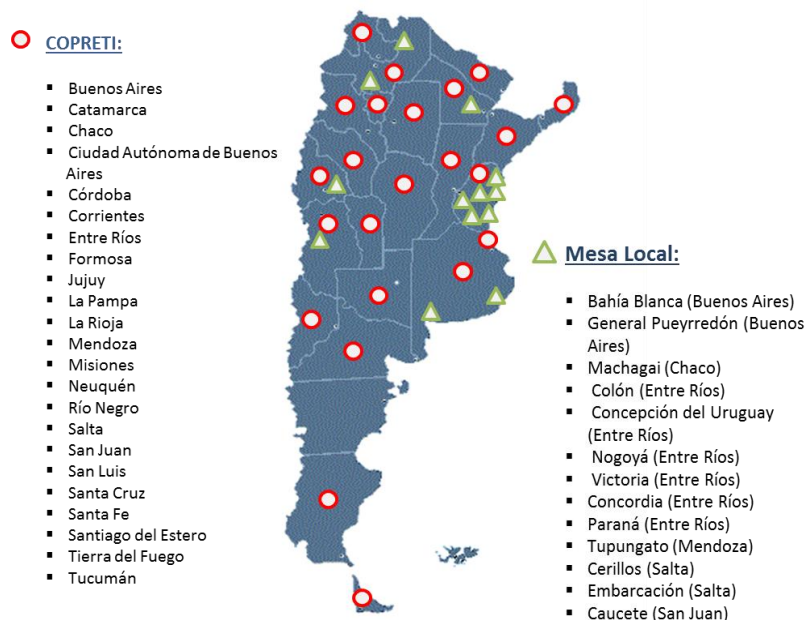 COPRETI:
▪ Buenos Aires
▪ Catamarca
▪ Chaco
▪ Ciudad Autónoma de Buenos
Aires
▪ Córdoba
▪ Corrientes
▪ Entre Ríos
▪ Formosa
▪ Jujuy
▪ La Pampa
▪ La Rioja
▪ Mendoza
▪ Misiones
▪ Neuquén
▪ Río Negro
▪ Salta
▪ San Juan
▪ San Luis
▪ Santa Cruz
▪ Santa Fe
▪ Santiago del Estero
▪ Tierra del Fuego
▪ Tucumán
Mesa Local:
▪ Bahía Blanca (Buenos Aires)
▪ General Pueyrredón (Buenos
Aires)
▪ Machagai (Chaco)
▪ Colón (Entre Ríos)
▪ Concepción del Uruguay
(Entre Ríos)
▪ Nogoyá (Entre Ríos)
▪ Victoria (Entre Ríos)
▪ Concordia (Entre Ríos)
▪ Paraná (Entre Ríos)
▪ Tupungato (Mendoza)
▪ Cerillos (Salta)
▪ Embarcación (Salta)
▪ Caucete (San Juan)